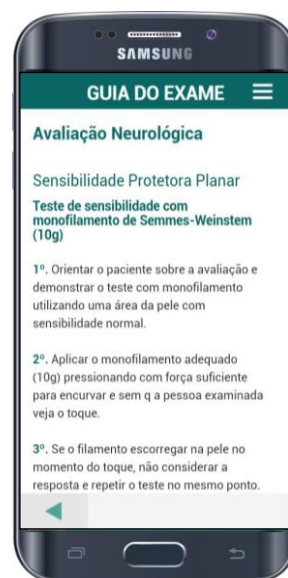 SAMSUNG
GUIA DO EXAME
Avaliação Neurológica
Sensibilidade Protetora Planar
Teste de sensibilidade com
monofilamento de Semmes-Weinstem
(10g)
1º. Orientar o paciente sobre a avaliação e
demonstrar o teste com monofilamento
utilizando uma área da pele com
sensibilidade normal.
2º. Aplicar o monofilamento adequado
(10g) pressionando com força suficiente
para encurvar e sem q a pessoa examinada
veja o toque.
3º. Se o filamento escorregar na pele no
momento do toque, não considerar a
resposta e repetir o teste no mesmo ponto.